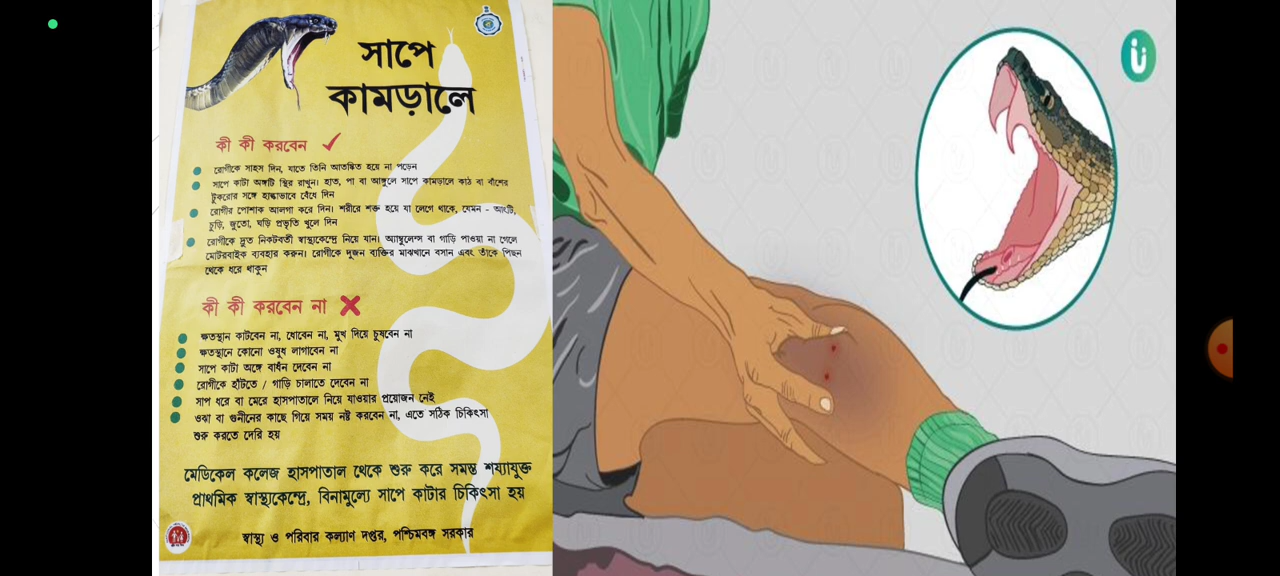 সাপে
কামড়ালে
কী কী করবেন
রোগীকে সাহস দিন, যাতে তিনি আতঙ্কিত হয়ে না পড়েন
সাপে কাটা অঙ্গটি স্থির রাখুন। হাত, পা বা আঙ্গুলে সাপে কামড়ালে কাঠ বা বাঁশের
টুকরোর সঙ্গে হাল্কাভাবে বেঁধে দিন
রোগীর পোশাক আলগা করে দিন। শরীরে শক্ত হয়ে যা লেগে থাকে, যেমন - আংটি,
চুড়ি, জুতো, ঘড়ি প্রভৃতি খুলে দিন
রোগীকে দ্রুত নিকটবর্তী স্বাস্থ্যকেন্দ্রে নিয়ে যান। অ্যাম্বুলেন্স বা গাড়ি পাওয়া না গেলে
মোটরবাইক ব্যবহার করুন। রোগীকে দুজন ব্যক্তির মাঝখানে বসান এবং তাঁকে পিছন
থেকে ধরে থাকুন
কী কী করবেন না
ক্ষতস্থান কাটবেন না, ধোবেন না, মুখ দিয়ে চুষবেন না
ক্ষতস্থানে কোনো ওষুধ লাগাবেন না
সাপে কাটা অঙ্গে বাধঁন দেবেন না
রোগীকে হাঁটতে / গাড়ি চালাতে দেবেন না
সাপ ধরে বা মেরে হাসপাতালে নিয়ে যাওয়ার প্রয়োজন নেই
ওঝা বা গুনীনের কাছে গিয়ে সময় নষ্ট করবেন না, এতে সঠিক চিকিৎসা
শুরু করতে দেরি হয়
মেডিকেল কলেজ হাসপাতাল থেকে শুরু করে সমস্ত শয্যাযুক্ত
প্রাথমিক স্বাস্থ্যকেন্দ্রে, বিনামুল্যে সাপে কাটার চিকিৎসা হয়
স্বাস্থ্য ও পরিবার কল্যাণ দপ্তর, পশ্চিমবঙ্গ সরকার